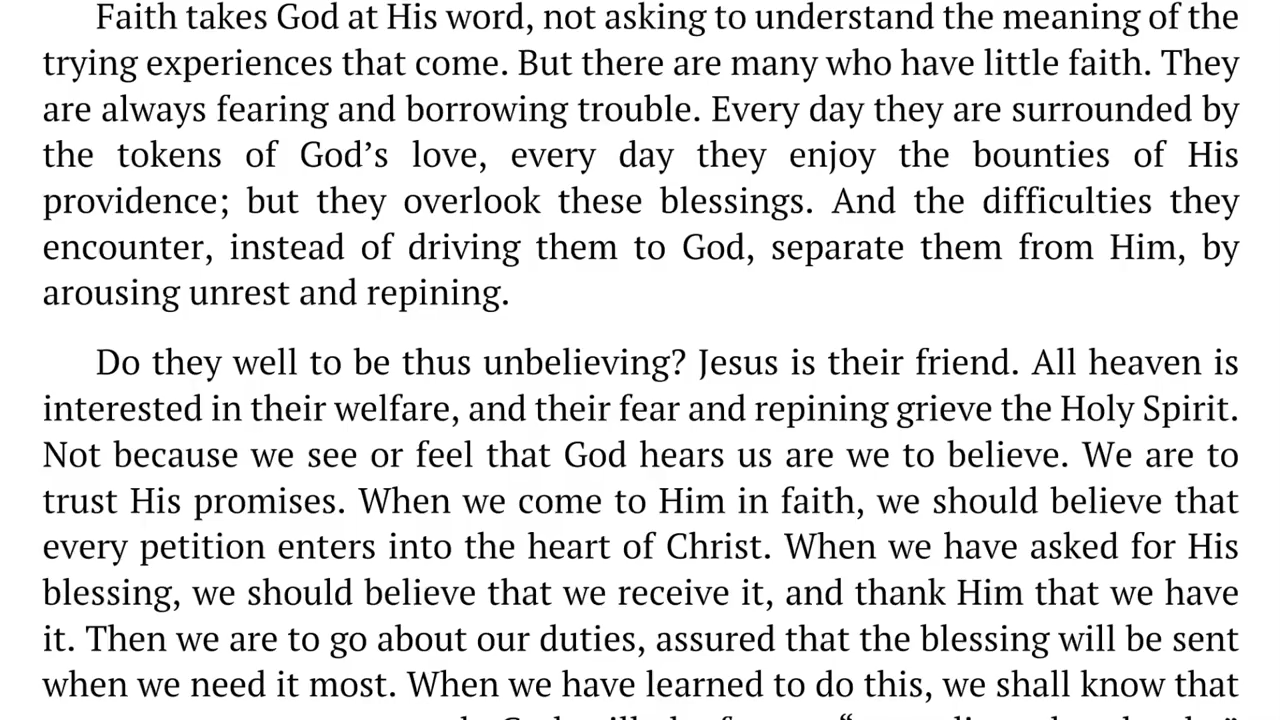 Faith takes God at His word, not asking to understand the meaning of the
trying experiences that come. But there are many who have little faith. They
are always fearing and borrowing trouble. Every day they are surrounded by
the tokens of God’s love, every day they enjoy the bounties of His
providence; but they overlook these blessings. And the difficulties they
encounter, instead of driving them to God, separate them from Him, by
arousing unrest and repining.
Do they well to be thus unbelieving? Jesus is their friend. All heaven is
interested in their welfare, and their fear and repining grieve the Holy Spirit.
Not because we see or feel that God hears us are we to believe. We are to
trust His promises. When we come to Him in faith, we should believe that
every petition enters into the heart of Christ. When we have asked for His
blessing, we should believe that we receive it, and thank Him that we have
it. Then we are to go about our duties, assured that the blessing will be sent
when we need it most. When we have learned to do this, we shall know that